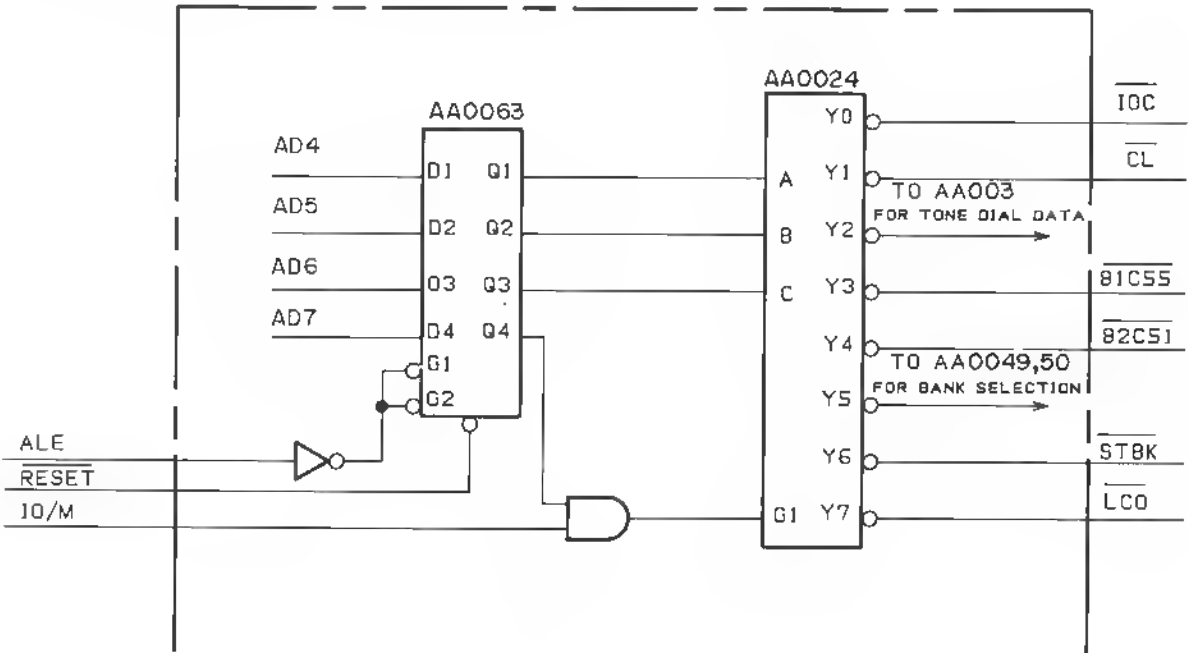 AA0063
AD4
AD5
AD6
AD7
D1 Q1
D2 Q2
D3 Q3
D4 Q4
G1
G2
ALE
RESET
IO/M
AA0024
Y0
A Y1
B Y2
C Y3
Y4
Y5
Y6
G1 Y7
IOC
CL
TO AA003
FOR TONE DIAL DATA
81C55
82C51
TO AA0049,50
FOR BANK SELECTION
STBK
LCD